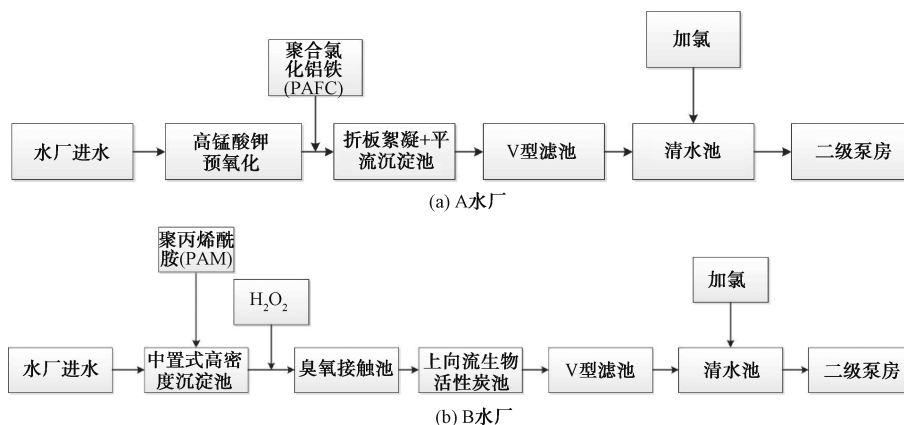 聚合氯
化铝铁
(PAFC)
加氯
水厂进水
高锰酸钾
预氧化
折板絮凝+平
流沉淀池
V型滤池
清水池
二级泵房
(a) A水厂
聚丙烯酰
胺(PAM)
H₂O₂
加氯
水厂进水
中置式高密
度沉淀池
臭氧接触池
上向流生物
活性炭池
V型滤池
清水池
二级泵房
(b) B水厂